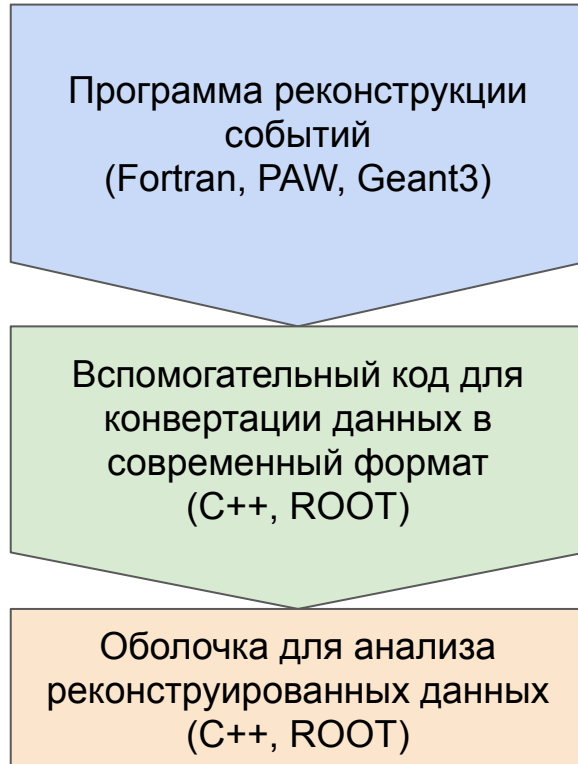 Программа реконструкции
событий
(Fortran, PAW, Geant3)
Вспомогательный код для
конвертации данных в
современный формат
(C++, ROOT)
Оболочка для анализа
реконструированных данных
(C++, ROOT)